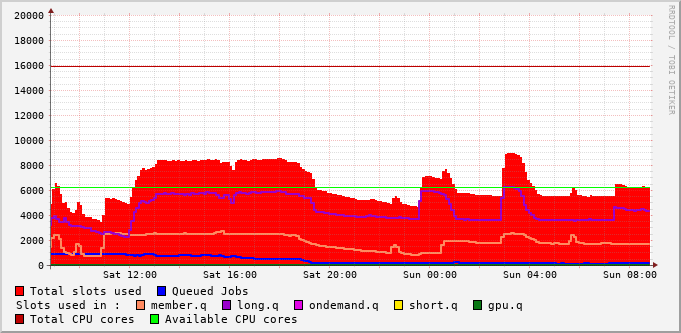 RRDTOOL / TOBI OETIKER
20000
18000
16000
14000
12000
10000
8000
6000
4000
2000
0
Sat 12:00 Sat 16:00 Sat 20:00 Sun 00:00 Sun 04:00 Sun 08:00
Total slots used Queued Jobs
Slots used in : member.q long.q ondemand.q short.q gpu.q
Total CPU cores Available CPU cores